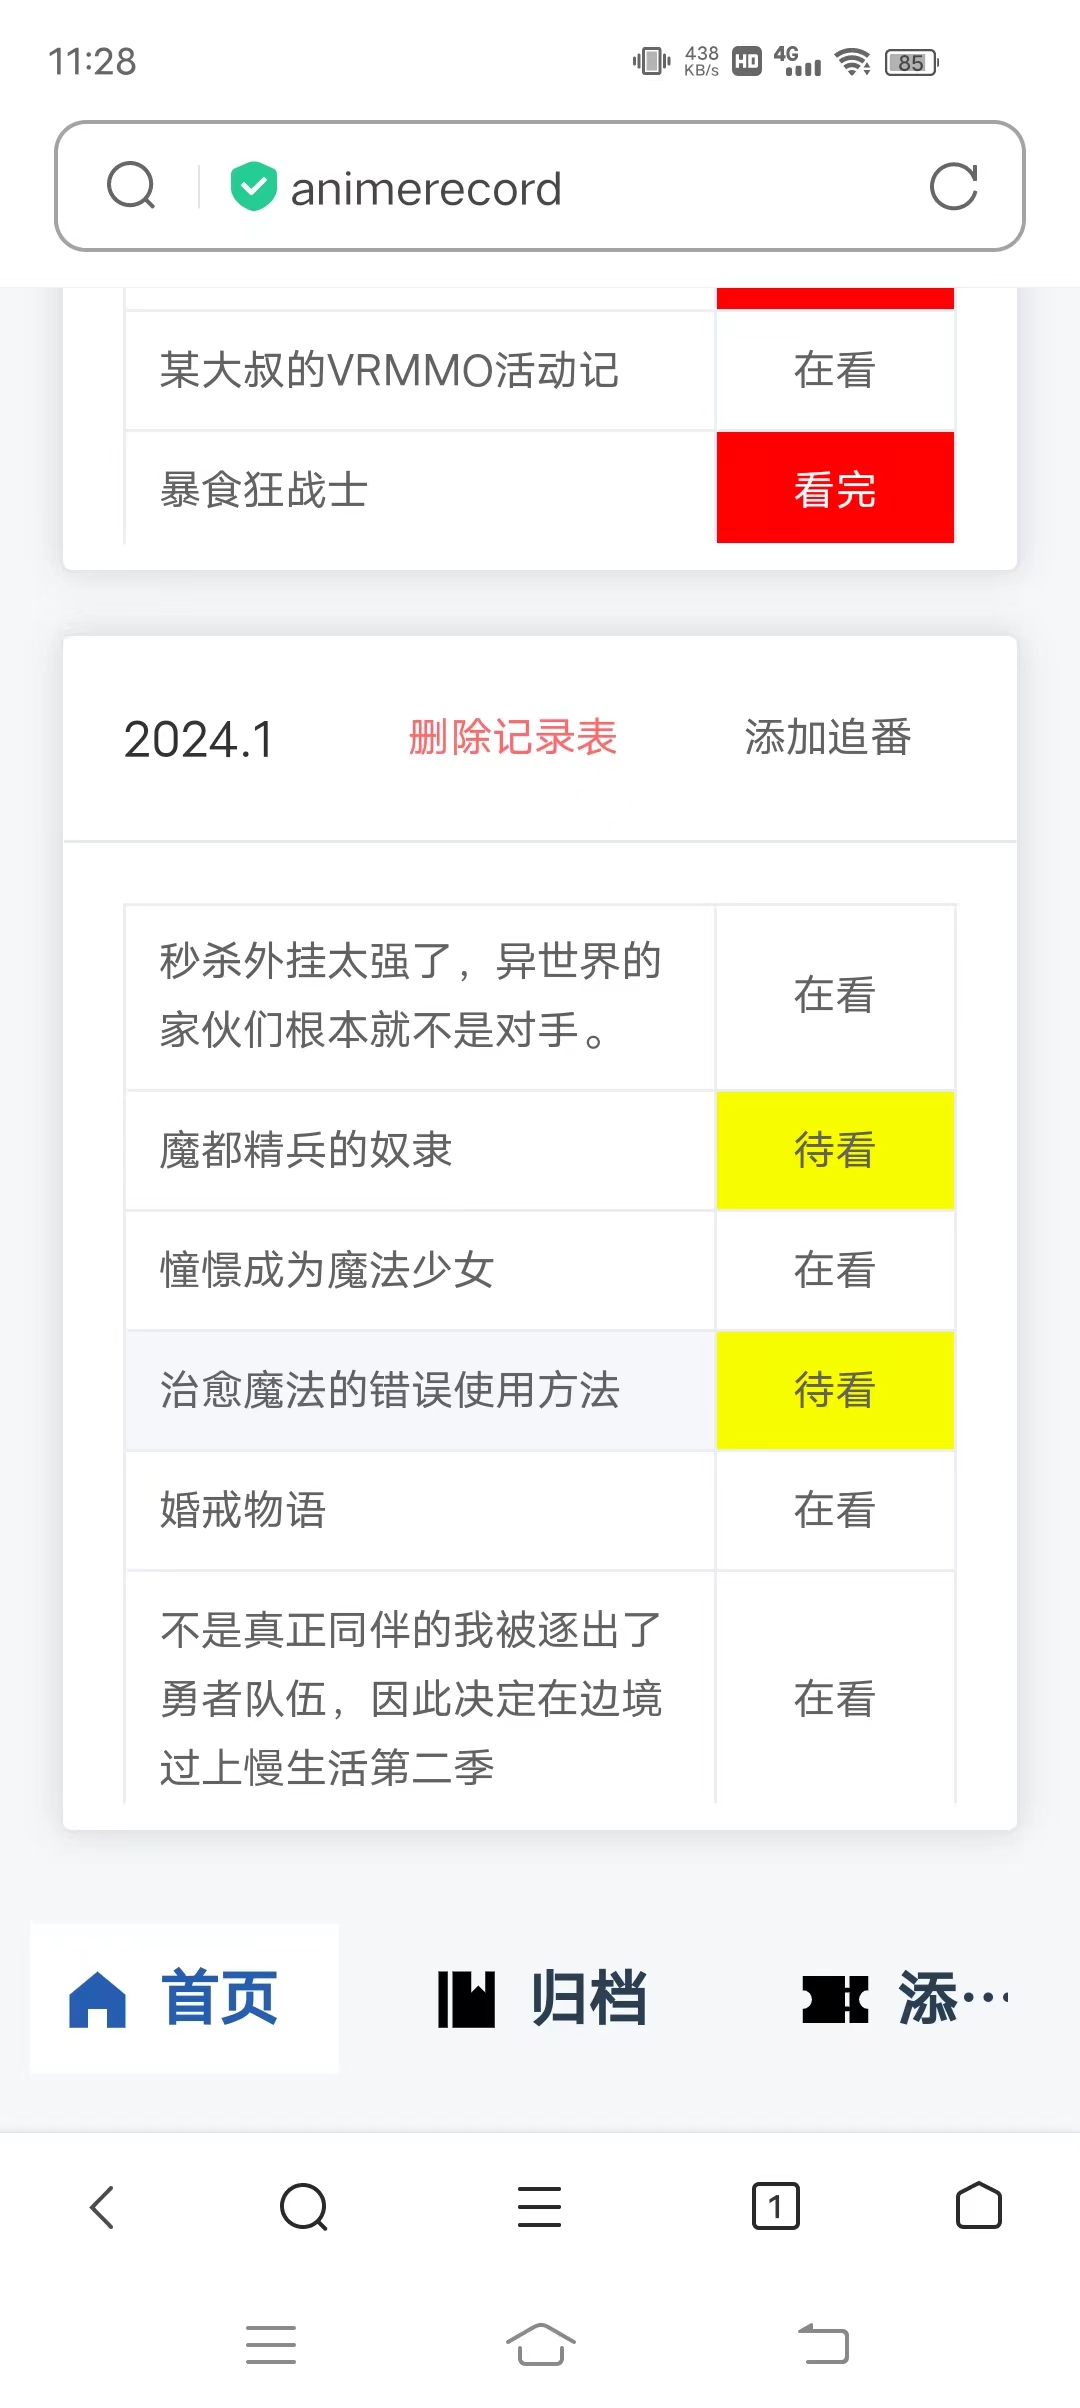 11:28
438
KB/s
HD
4G
85
animerecord
某大叔的VRMMO活动记
在看
暴食狂战士
看完
2024.1
删除记录表
添加追番
秒杀外挂太强了，异世界的
家伙们根本就不是对手。
在看
魔都精兵的奴隶
待看
憧憬成为魔法少女
在看
治愈魔法的错误使用方法
待看
婚戒物语
在看
不是真正同伴的我被逐出了
勇者队伍，因此决定在边境
过上慢生活第二季
在看
首页
归档
添…
1